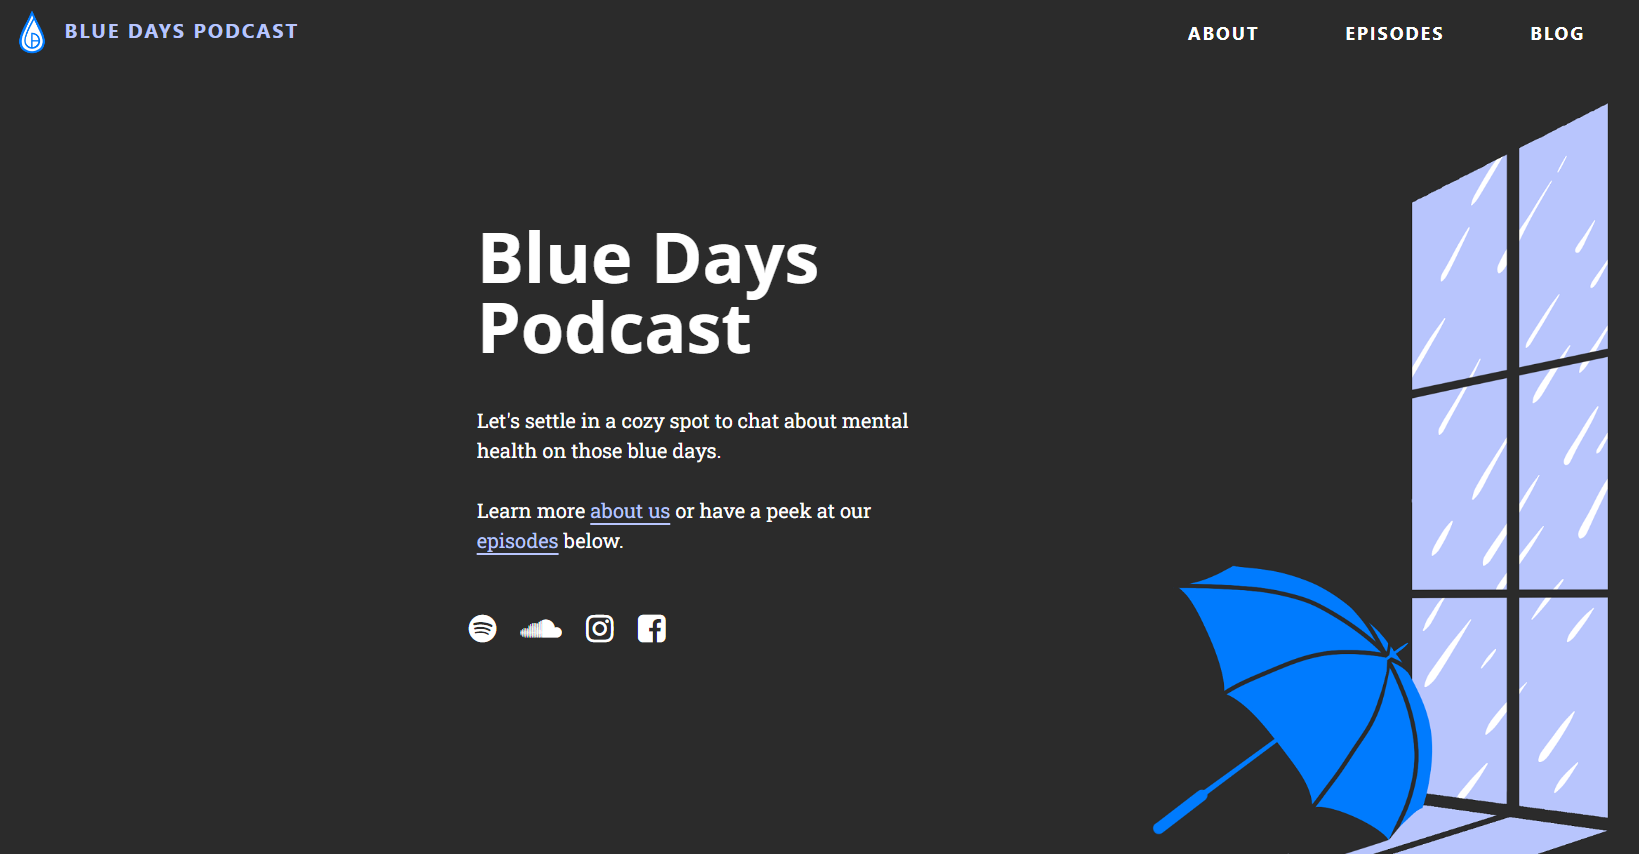 BLUE DAYS PODCAST
ABOUT EPISODES BLOG
Blue Days
Podcast
Let's settle in a cozy spot to chat about mental
health on those blue days.
Learn more about us or have a peek at our
episodes below.